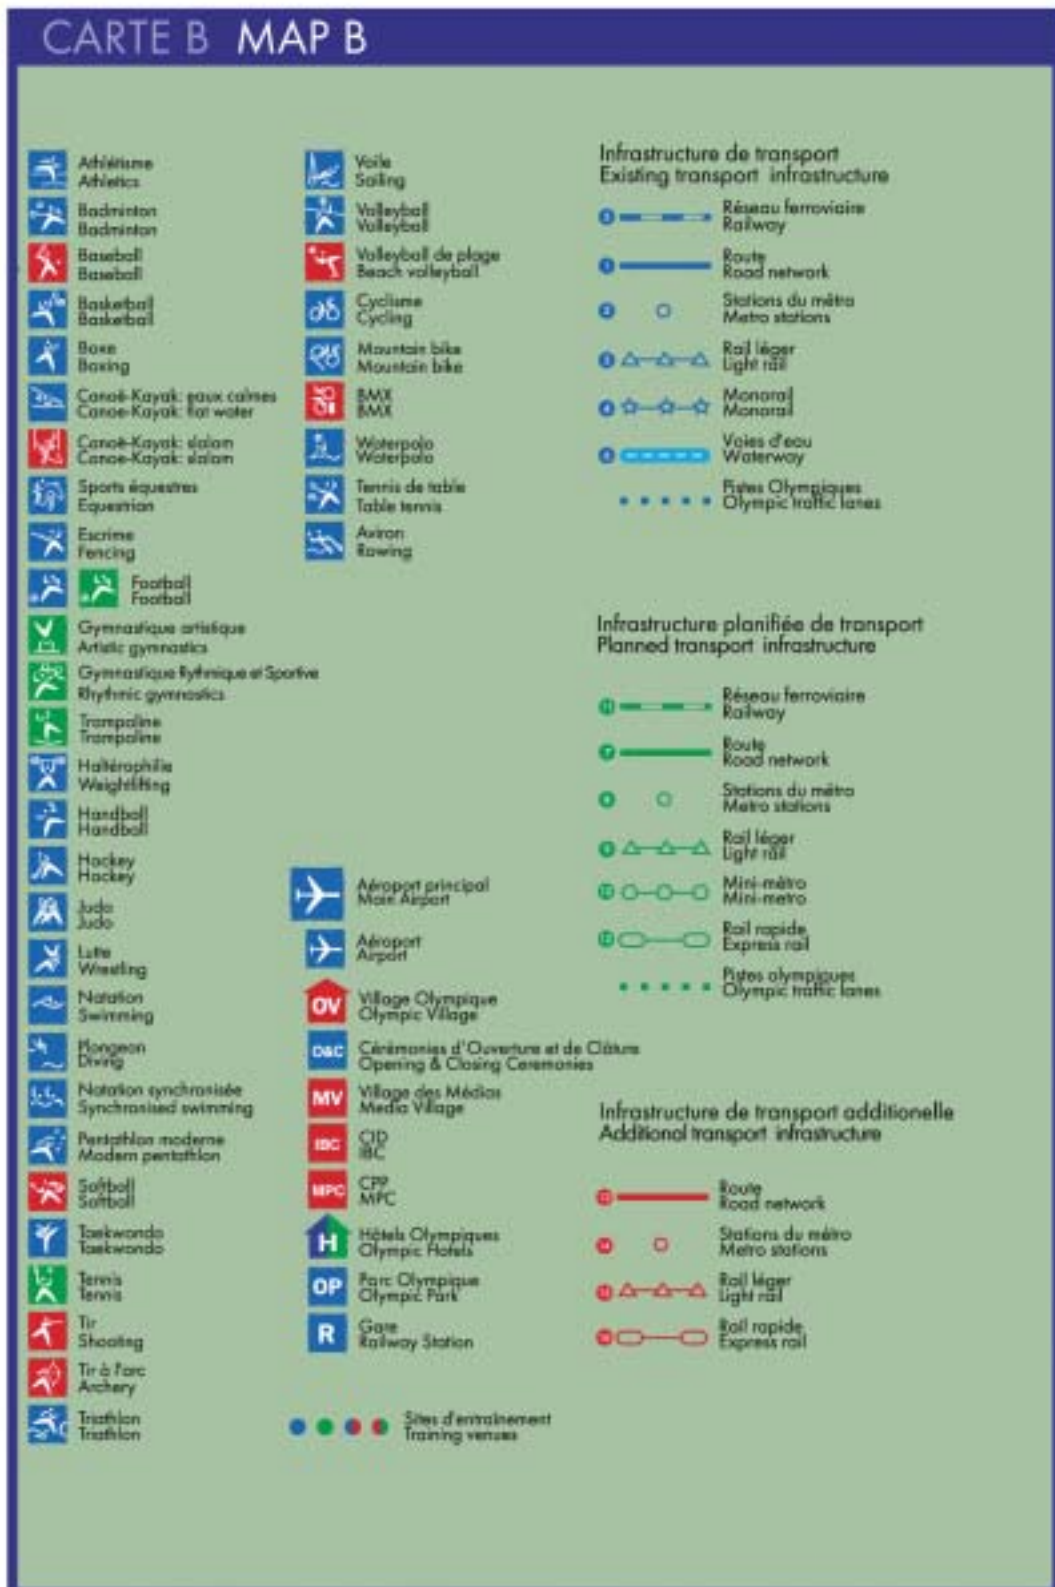 CARTE B MAP B
Athlétisme
Athletics
Badminton
Badminton
Baseball
Baseball
Basketball
Basketball
Boxe
Boxing
Canoë-Kayak: eaux calmes
Canoe-Kayak: flat water
Canoë-Kayak: slalom
Canoe-Kayak: slalom
Sports équestres
Equestrian
Escrime
Fencing
Football
Football
Gymnastique artistique
Artistic gymnastics
Gymnastique Rythmique et Sportive
Rhythmic gymnastics
Trampoline
Trampoline
Haltérophilie
Weightlifting
Handball
Handball
Hockey
Hockey
Judo
Judo
Lutte
Wrestling
Natation
Swimming
Plongeon
Diving
Natation synchronisée
Synchronised swimming
Pentathlon moderne
Modern pentathlon
Softball
Softball
Taekwondo
Taekwondo
Tennis
Tennis
Tir
Shooting
Tir à l'arc
Archery
Triathlon
Triathlon
Voile
Sailing
Volleyball
Volleyball
Volleyball de plage
Beach volleyball
Cyclisme
Cycling
Mountain bike
Mountain bike
BMX
BMX
Waterpolo
Waterpolo
Tennis de table
Table tennis
Aviron
Rowing
Aéroport principal
Main Airport
Aéroport
Airport
OV Village Olympique
Olympic Village
O&C Cérémonies d'Ouverture et de Clôture
Opening & Closing Ceremonies
MV Village des Médias
Media Village
IBC CID
IBC
MPC CPP
MPC
H Hôtels Olympiques
Olympic Hotels
OP Parc Olympique
Olympic Park
R Gare
Railway Station
Sites d'entraînement
Training venues
Infrastructure de transport
Existing transport infrastructure
Réseau ferroviaire
Railway
1 Route
Road network
2 Stations du métro
Metro stations
3 Rail léger
Light rail
4 Monorail
Monorail
Voies d'eau
Waterway
Pistes Olympiques
Olympic traffic lanes
Infrastructure planifiée de transport
Planned transport infrastructure
Réseau ferroviaire
Railway
7 Route
Road network
Stations du métro
Metro stations
Rail léger
Light rail
Mini-métro
Mini-metro
Rail rapide
Express rail
Pistes olympiques
Olympic traffic lanes
Infrastructure de transport additionelle
Additional transport infrastructure
Route
Road network
Stations du métro
Metro stations
Rail léger
Light rail
Rail rapide
Express rail